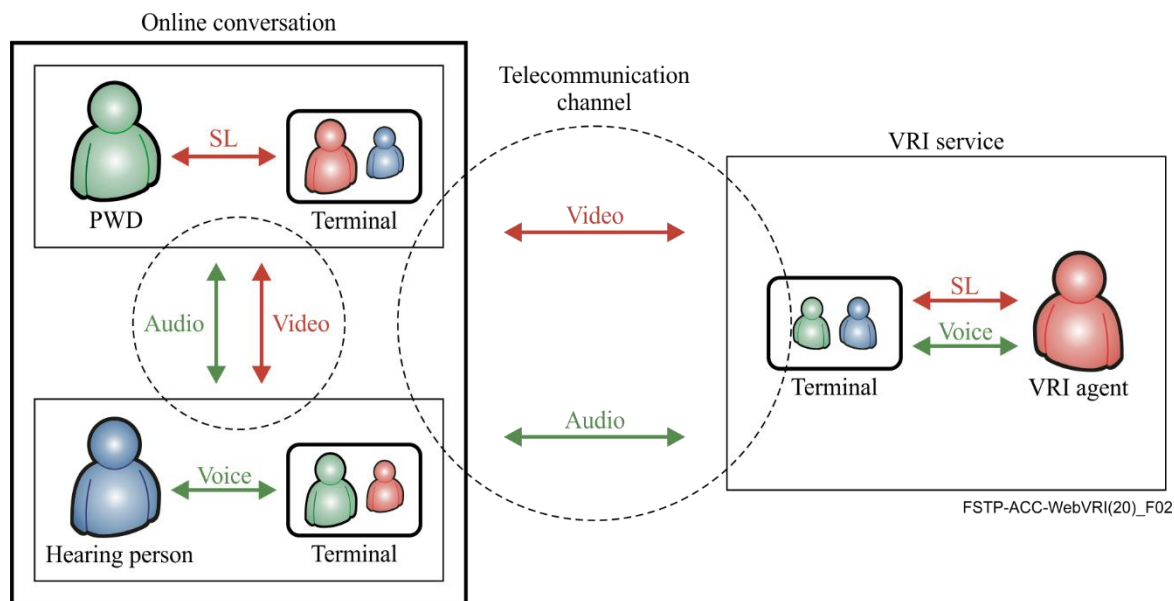 Online conversation
SL
PWD
Terminal
Audio
Video
Voice
Hearing person
Terminal
Telecommunication
channel
Video
Audio
VRI service
SL
Voice
Terminal
VRI agent
FSTP-ACC-WebVRI(20)_F02